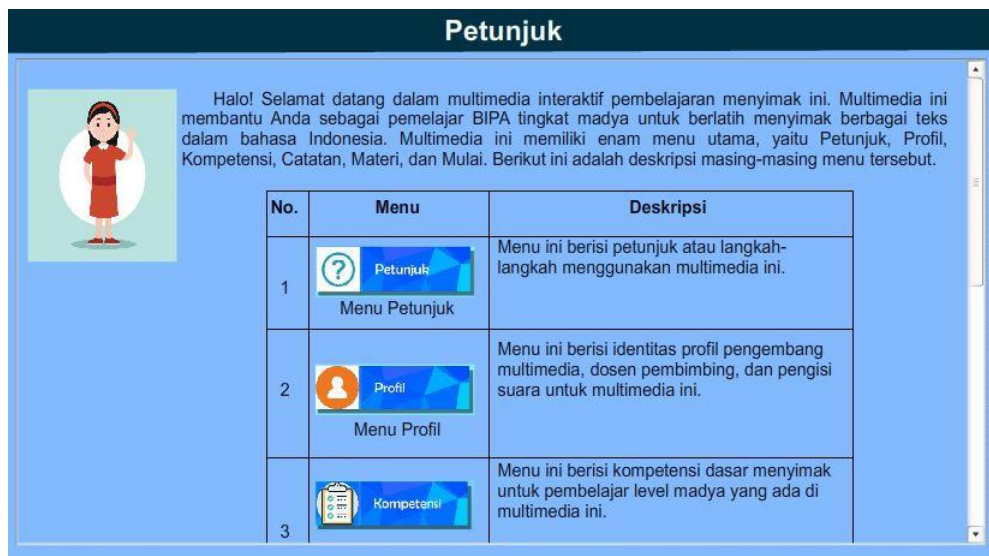 Petunjuk
Halo! Selamat datang dalam multimedia interaktif pembelajaran menyimak ini. Multimedia ini
membantu Anda sebagai pemelajar BIPA tingkat madya untuk berlatih menyimak berbagai teks
dalam bahasa Indonesia. Multimedia ini memiliki enam menu utama, yaitu Petunjuk, Profil,
Kompetensi, Catatan, Materi, dan Mulai. Berikut ini adalah deskripsi masing-masing menu tersebut.
No. Menu Deskripsi
1
? Petunjuk
Menu Petunjuk
Menu ini berisi petunjuk atau langkah-
langkah menggunakan multimedia ini.
2
Profil
Menu Profil
Menu ini berisi identitas profil pengembang
multimedia, dosen pembimbing, dan pengisi
suara untuk multimedia ini.
3
Kompetensi
Menu ini berisi kompetensi dasar menyimak
untuk pembelajar level madya yang ada di
multimedia ini.